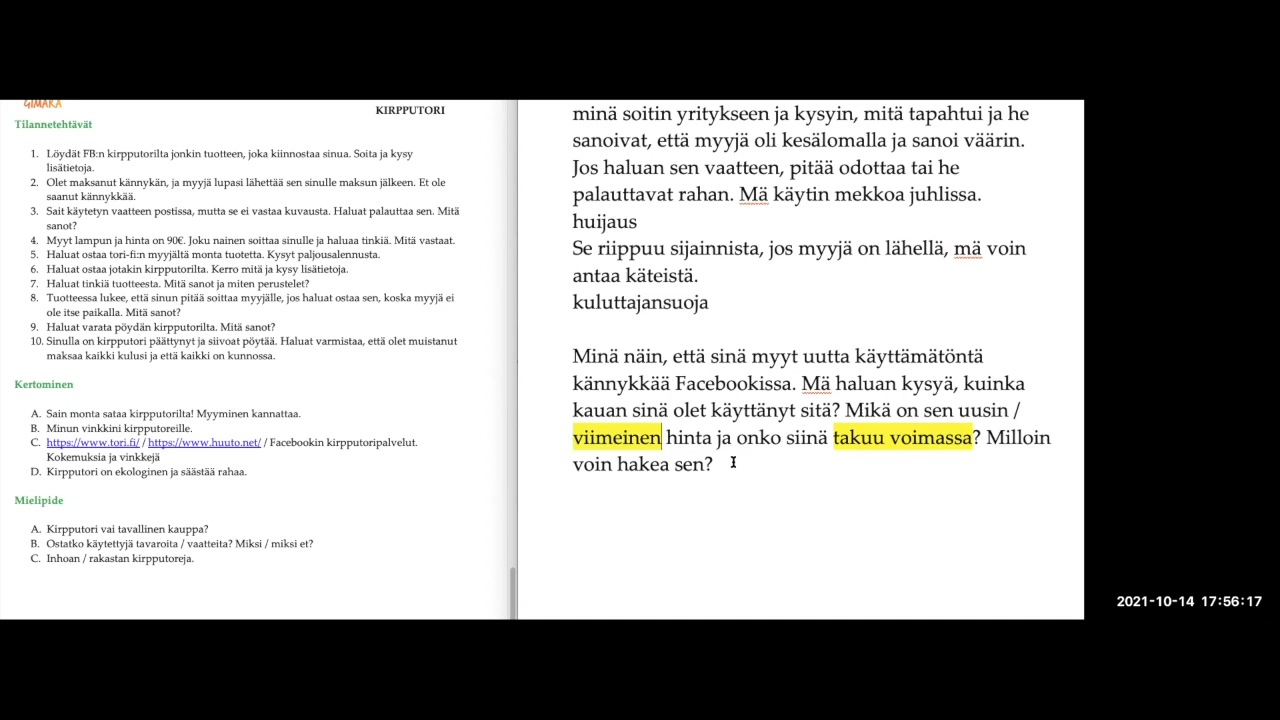 GIMARA
KIRPPUTORI
Tilannetehtävät
1. Löydät FB:n kirpputorilta jonkin tuotteen, joka kiinnostaa sinua. Soita ja kysy
lisätietoja.
2. Olet maksanut kännykän, ja myyjä lupasi lähettää sen sinulle maksun jälkeen. Et ole
saanut kännykkää.
3. Sait käytetyn vaatteen postissa, mutta se ei vastaa kuvausta. Haluat palauttaa sen. Mitä
sanot?
4. Myyt lampun ja hinta on 90€. Joku nainen soittaa sinulle ja haluaa tinkiä. Mitä vastaat.
5. Haluat ostaa tori-fi:n myyjältä monta tuotetta. Kysyt paljousalennusta.
6. Haluat ostaa jotakin kirpputorilta. Kerro mitä ja kysy lisätietoja.
7. Haluat tinkiä tuotteesta. Mitä sanot ja miten perustelet?
8. Tuotteessa lukee, että sinun pitää soittaa myyjälle, jos haluat ostaa sen, koska myyjä ei
ole itse paikalla. Mitä sanot?
9. Haluat varata pöydän kirpputorilta. Mitä sanot?
10. Sinulla on kirpputori päättynyt ja siivoat pöytää. Haluat varmistaa, että olet muistanut
maksaa kaikki kulusi ja että kaikki on kunnossa.
Kertominen
A. Sain monta sataa kirpputorilta! Myyminen kannattaa.
B. Minun vinkkini kirpputoreille.
C. https://www.tori.fi/ / https://www.huuto.net/ / Facebookin kirpputoripalvelut.
Kokemuksia ja vinkkejä
D. Kirpputori on ekologinen ja säästää rahaa.
Mielipide
A. Kirpputori vai tavallinen kauppa?
B. Ostatko käytettyjä tavaroita / vaatteita? Miksi / miksi et?
C. Inhoan / rakastan kirpputoreja.
minä soitin yritykseen ja kysyin, mitä tapahtui ja he
sanoivat, että myyjä oli kesälomalla ja sanoi väärin.
Jos haluan sen vaatteen, pitää odottaa tai he
palauttavat rahan. Mä käytin mekkoa juhlissa.
huijaus
Se riippuu sijainnista, jos myyjä on lähellä, mä voin
antaa käteistä.
kuluttajansuoja
Minä näin, että sinä myyt uutta käyttämätöntä
kännykkää Facebookissa. Mä haluan kysyä, kuinka
kauan sinä olet käyttänyt sitä? Mikä on sen uusin /
viimeinen hinta ja onko siinä takuu voimassa? Milloin
voin hakea sen?
2021-10-14 17:56:17